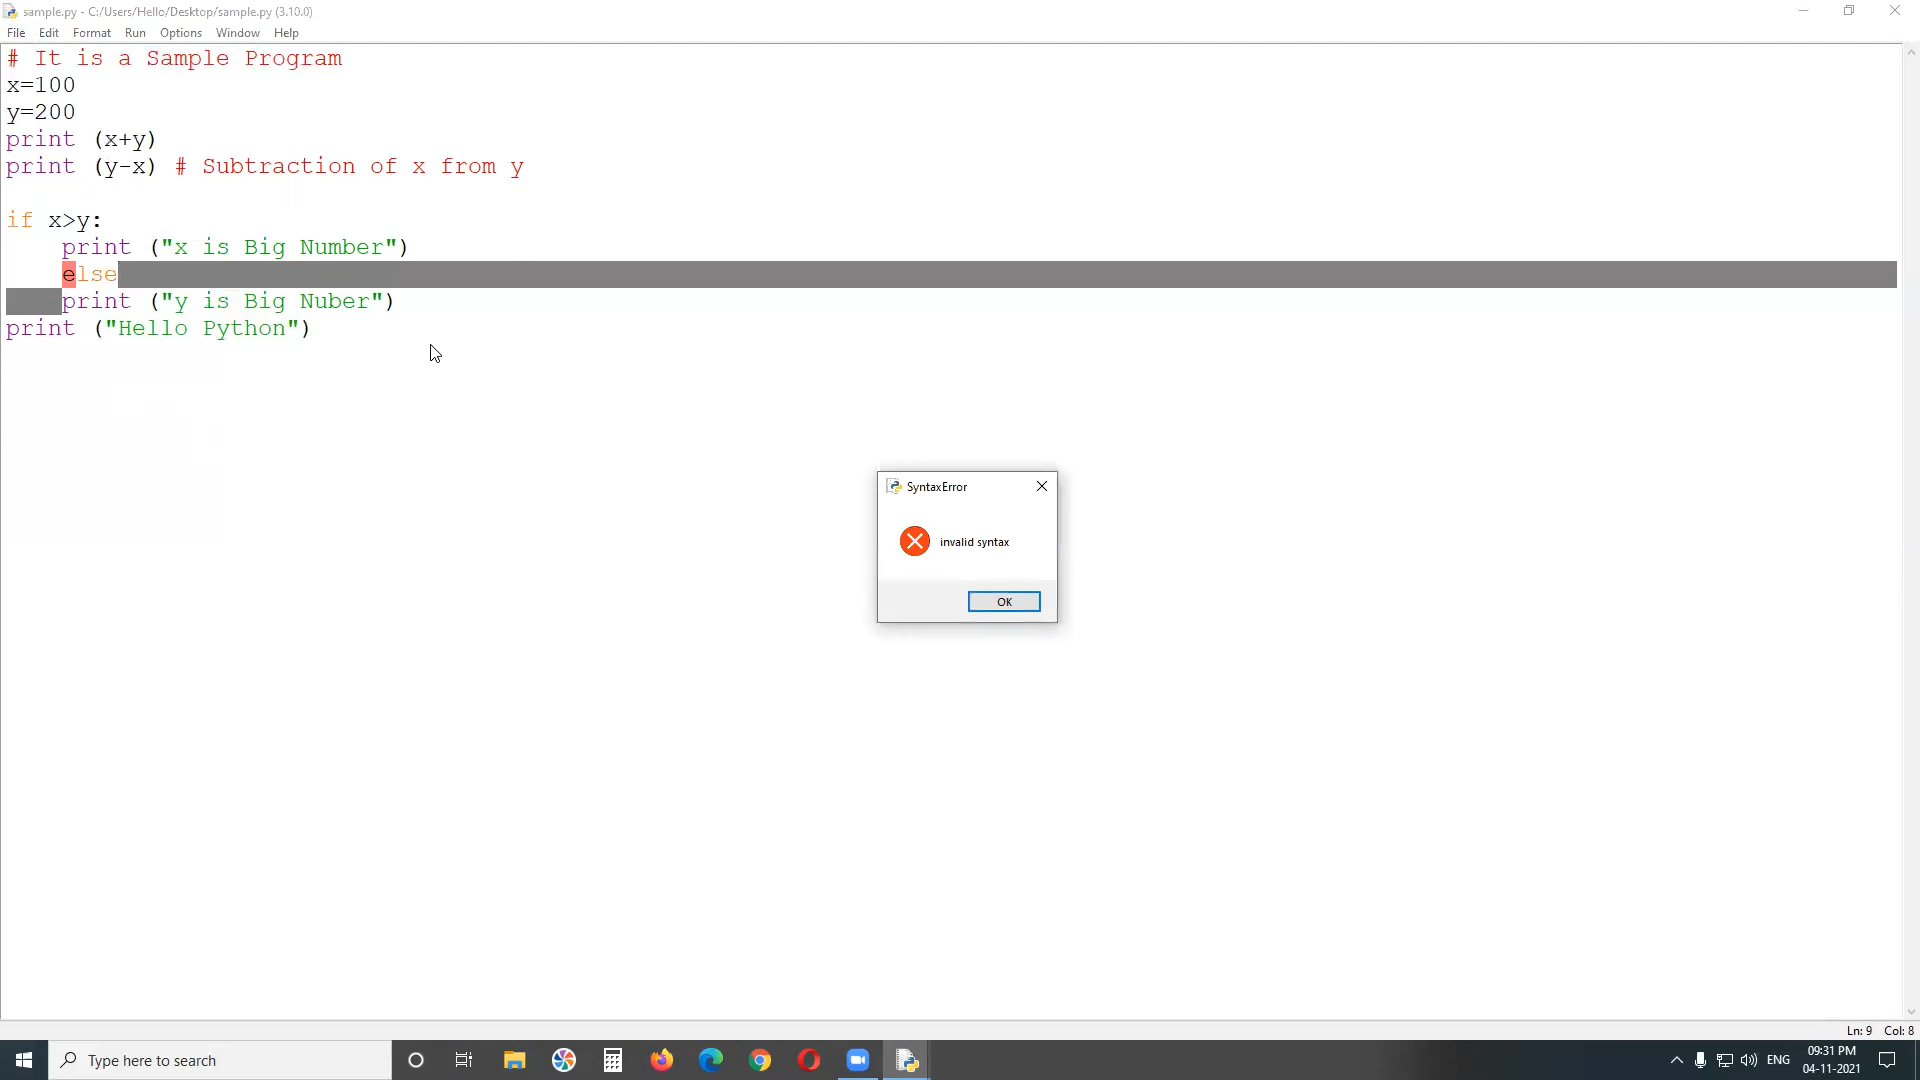 sample.py - C:/Users/Hello/Desktop/sample.py (3.10.0)
File Edit Format Run Options Window Help
# It is a Sample Program
x=100
y=200
print (x+y)
print (y-x) # Subtraction of x from y
if x>y:
print ("x is Big Number")
else
print ("y is Big Nuber")
print ("Hello Python")
SyntaxError
invalid syntax
OK
Ln: 9 Col: 8
Type here to search
ENG
09:31 PM
04-11-2021